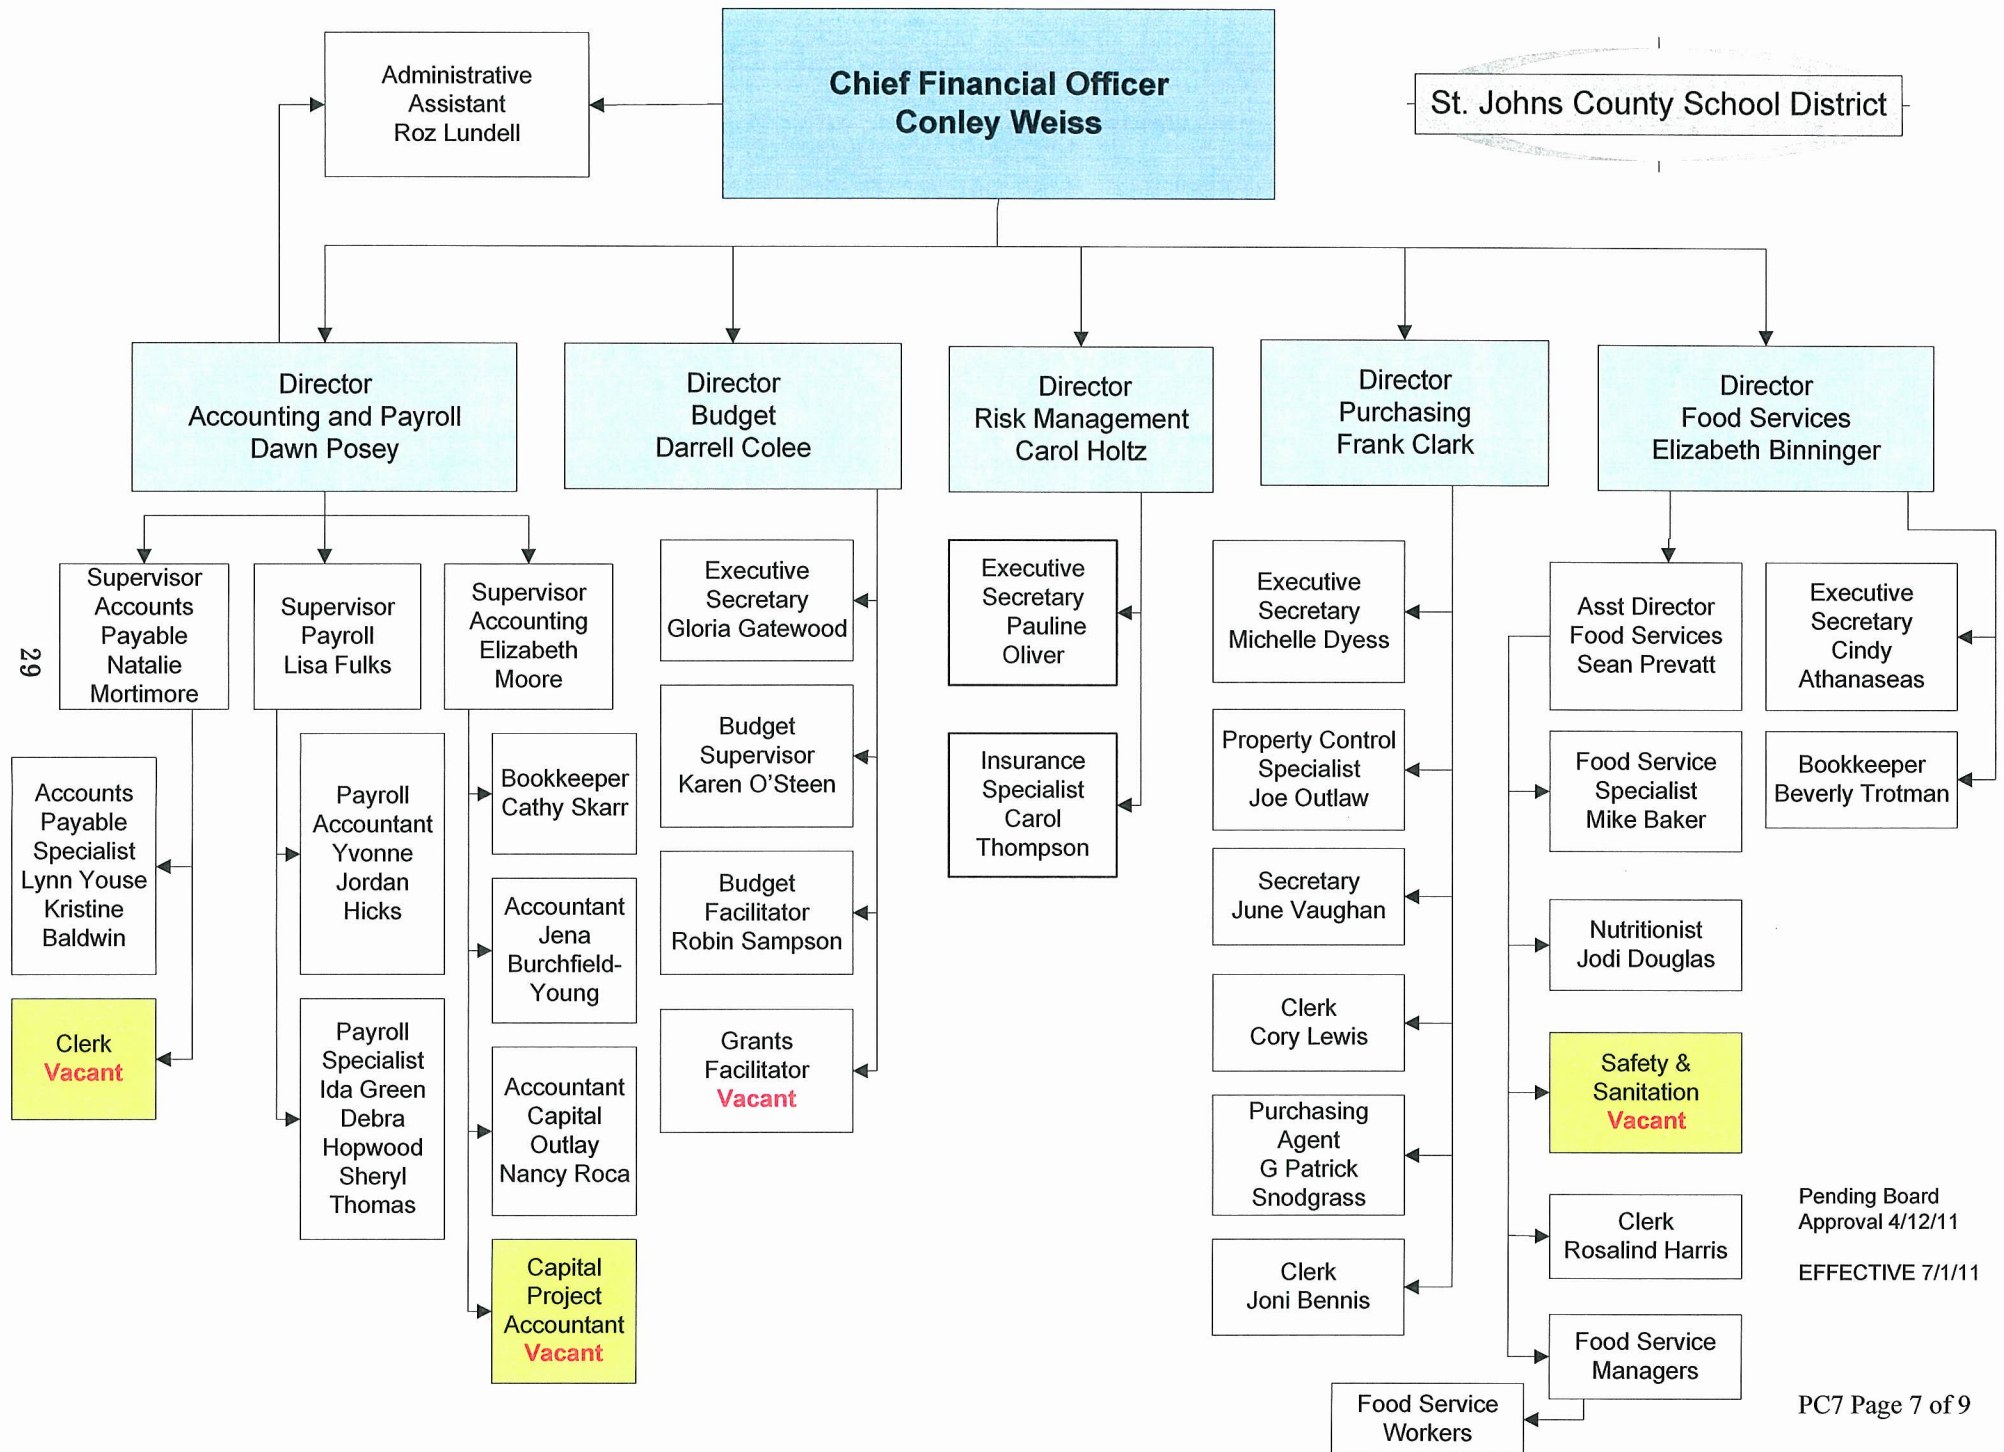 Administrative
Assistant
Roz Lundell
Chief Financial Officer
Conley Weiss
St. Johns County School District
Director
Accounting and Payroll
Dawn Posey
Director
Budget
Darrell Colee
Director
Risk Management
Carol Holtz
Director
Purchasing
Frank Clark
Director
Food Services
Elizabeth Binninger
Supervisor
Accounts
Payable
Natalie
Mortimore
Supervisor
Payroll
Lisa Fulks
Supervisor
Accounting
Elizabeth
Moore
Accounts
Payable
Specialist
Lynn Youse
Kristine
Baldwin
Clerk
Vacant
Payroll
Accountant
Yvonne
Jordan
Hicks
Payroll
Specialist
Ida Green
Debra
Hopwood
Sheryl
Thomas
Bookkeeper
Cathy Skarr
Accountant
Jena
Burchfield-
Young
Accountant
Capital
Outlay
Nancy Roca
Capital
Project
Accountant
Vacant
Executive
Secretary
Gloria Gatewood
Budget
Supervisor
Karen O'Steen
Budget
Facilitator
Robin Sampson
Grants
Facilitator
Vacant
Executive
Secretary
Pauline
Oliver
Insurance
Specialist
Carol
Thompson
Executive
Secretary
Michelle Dyess
Property Control
Specialist
Joe Outlaw
Secretary
June Vaughan
Clerk
Cory Lewis
Purchasing
Agent
G Patrick
Snodgrass
Clerk
Joni Bennis
Asst Director
Food Services
Sean Prevatt
Food Service
Specialist
Mike Baker
Nutritionist
Jodi Douglas
Safety &
Sanitation
Vacant
Clerk
Rosalind Harris
Food Service
Managers
Food Service
Workers
Executive
Secretary
Cindy
Athanaseas
Bookkeeper
Beverly Trotman
Pending Board
Approval 4/12/11
EFFECTIVE 7/1/11
PC7 Page 7 of 9
29